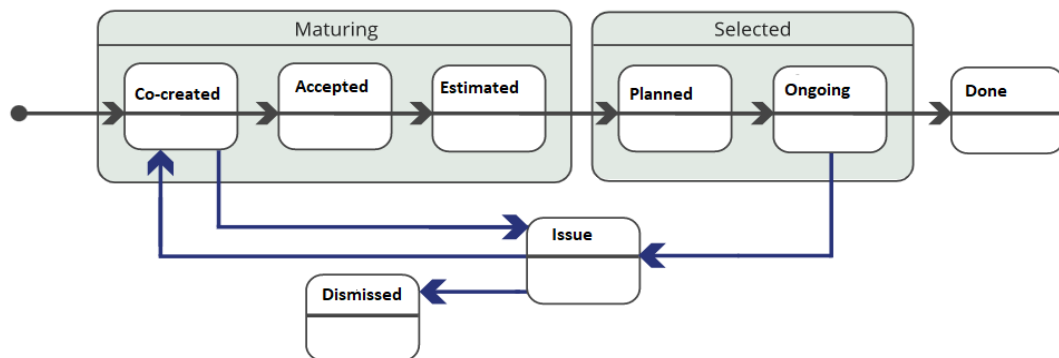 Maturing
Selected
Co-created
Accepted
Estimated
Planned
Ongoing
Done
Issue
Dismissed